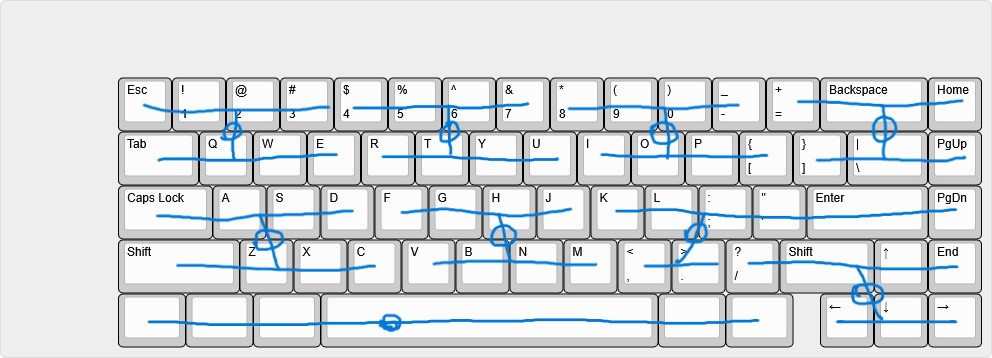 Esc ! @ # $ % ^ & * ( ) _ + Backspace Home
1 2 3 4 5 6 7 8 9 0 - =
Tab Q W E R T Y U I O P { } | PgUp
[ ] \
Caps Lock A S D F G H J K L : " Enter PgDn
; '
Shift Z X C V B N M < > ? Shift ↑ End
, . /
← ↓ →